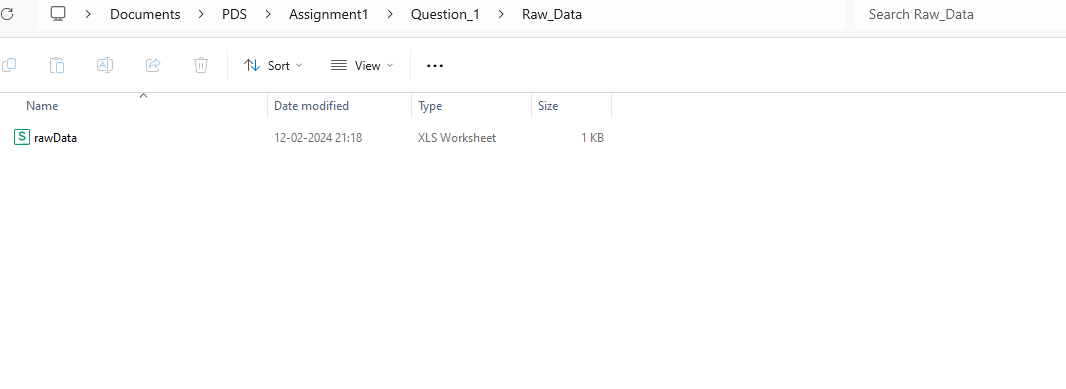 Documents > PDS > Assignment1 > Question_1 > Raw_Data
Search Raw_Data
Sort
View
Name Date modified Type Size
S rawData 12-02-2024 21:18 XLS Worksheet 1 KB